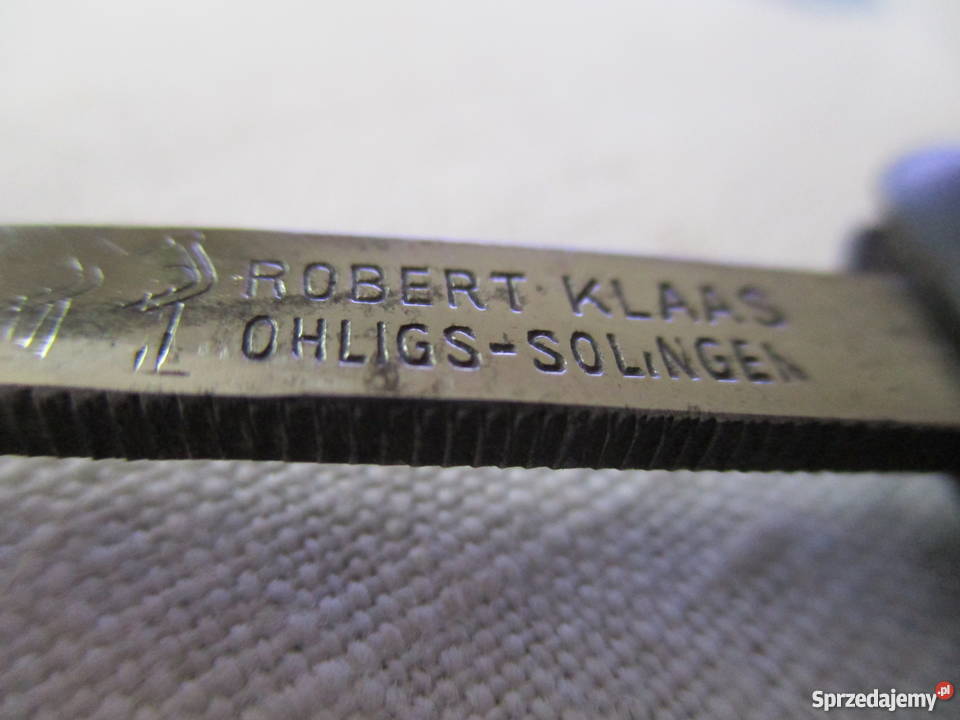 ROBERT KLAAS
OHLIGS-SOLINGEN
Sprzedajemy.pl